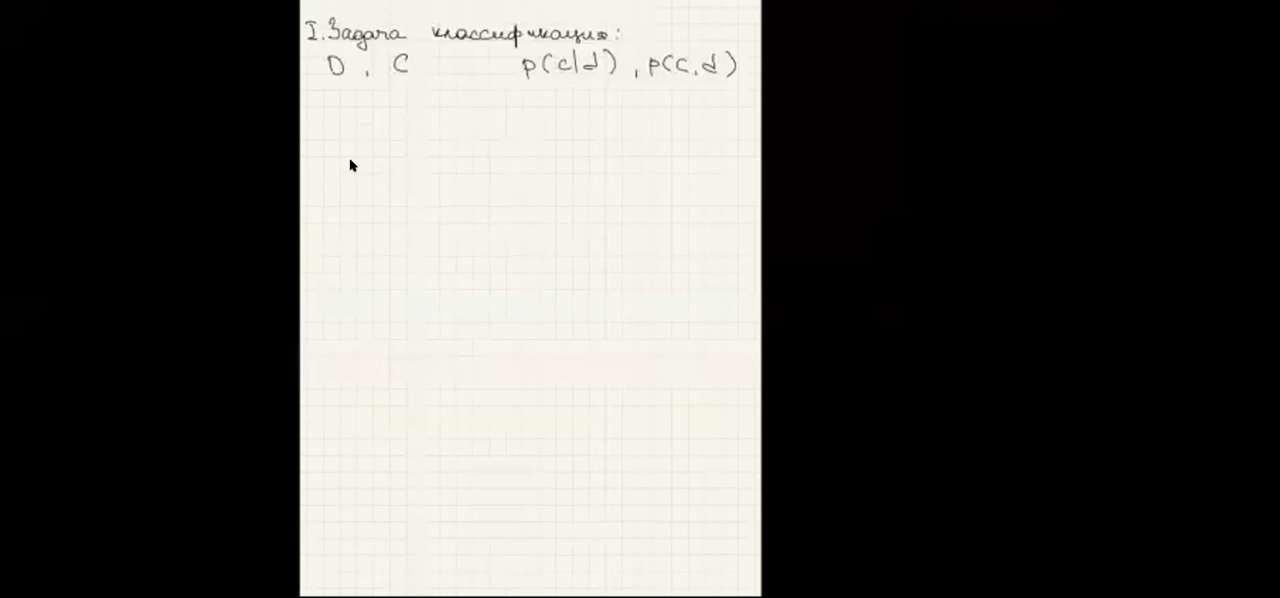 I. Задача классификации:
D, C p(c|d), p(c,d)